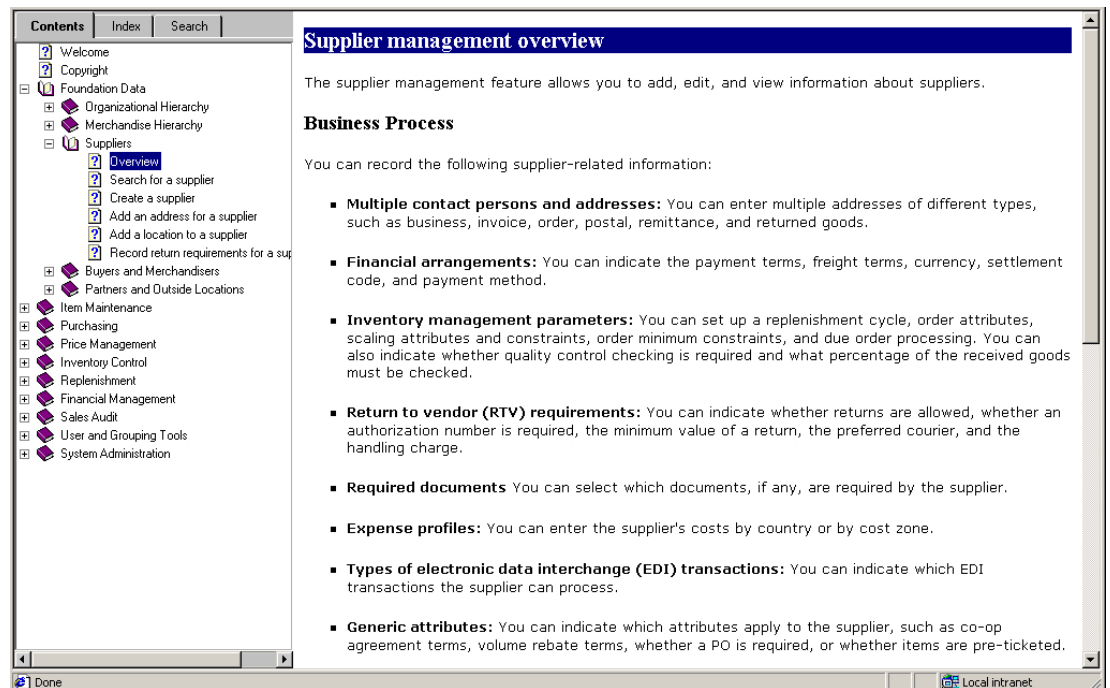 Contents Index Search
Welcome
Copyright
Foundation Data
Organizational Hierarchy
Merchandise Hierarchy
Suppliers
Overview
Search for a supplier
Create a supplier
Add an address for a supplier
Add a location to a supplier
Record return requirements for a sup
Buyers and Merchandisers
Partners and Outside Locations
Item Maintenance
Purchasing
Price Management
Inventory Control
Replenishment
Financial Management
Sales Audit
User and Grouping Tools
System Administration
Supplier management overview
The supplier management feature allows you to add, edit, and view information about suppliers.
Business Process
You can record the following supplier-related information:
▪ Multiple contact persons and addresses: You can enter multiple addresses of different types,
such as business, invoice, order, postal, remittance, and returned goods.
▪ Financial arrangements: You can indicate the payment terms, freight terms, currency, settlement
code, and payment method.
▪ Inventory management parameters: You can set up a replenishment cycle, order attributes,
scaling attributes and constraints, order minimum constraints, and due order processing. You can
also indicate whether quality control checking is required and what percentage of the received goods
must be checked.
▪ Return to vendor (RTV) requirements: You can indicate whether returns are allowed, whether an
authorization number is required, the minimum value of a return, the preferred courier, and the
handling charge.
▪ Required documents You can select which documents, if any, are required by the supplier.
▪ Expense profiles: You can enter the supplier's costs by country or by cost zone.
▪ Types of electronic data interchange (EDI) transactions: You can indicate which EDI
transactions the supplier can process.
▪ Generic attributes: You can indicate which attributes apply to the supplier, such as co-op
agreement terms, volume rebate terms, whether a PO is required, or whether items are pre-ticketed.
Done
Local intranet